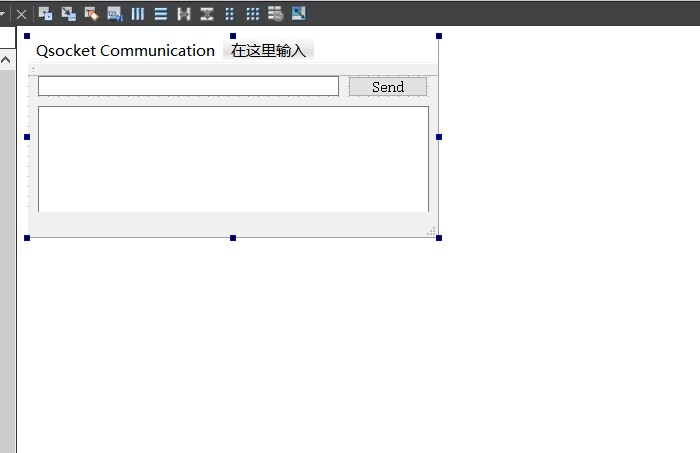 Qsocket Communication 在这里输入
Send